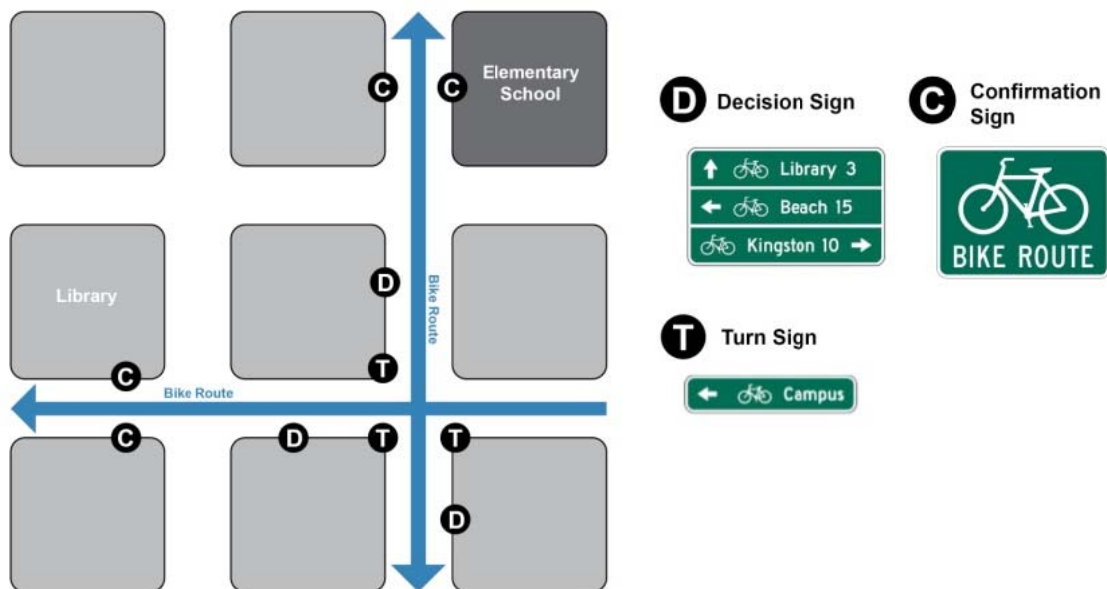 C
C
Elementary
School
D
Library
Bike Route
T
C
Bike Route
C
D
T
T
D
D Decision Sign
Library 3
Beach 15
Kingston 10
C Confirmation
Sign
BIKE ROUTE
T Turn Sign
Campus